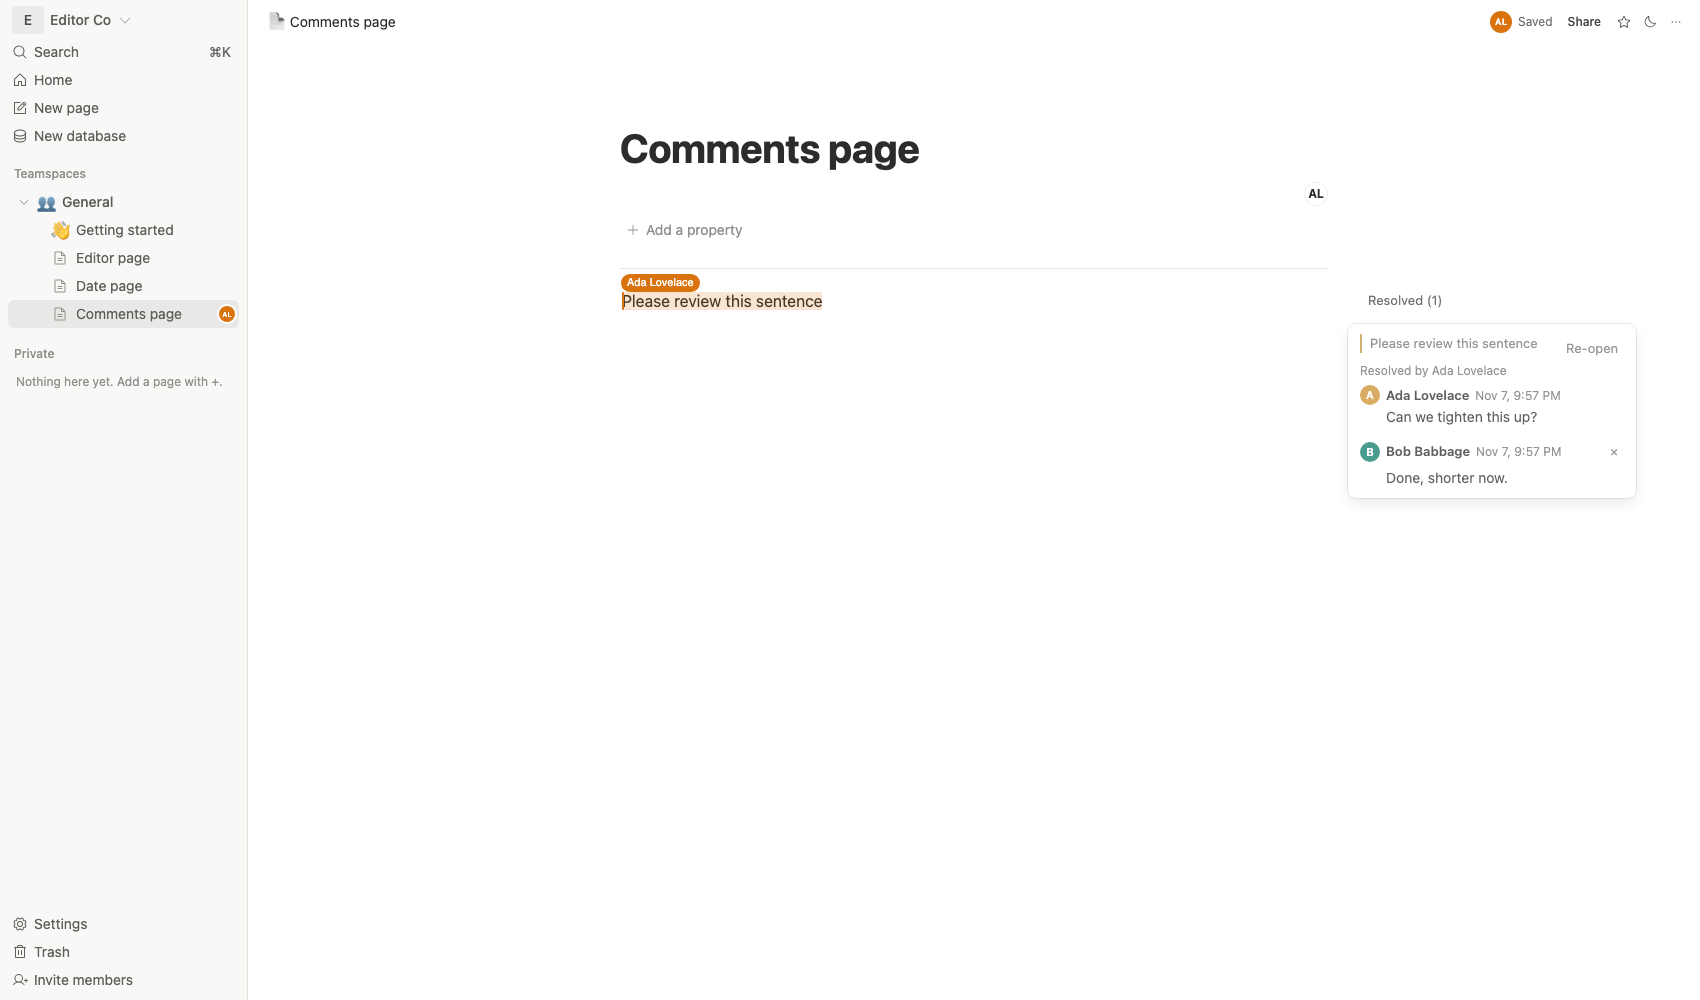 E Editor Co
Search ⌘K
Home
New page
New database
Teamspaces
General
Getting started
Editor page
Date page
Comments page AL
Private
Nothing here yet. Add a page with +.
Settings
Trash
Invite members
Comments page
AL Saved Share
Comments page
AL
Add a property
Ada Lovelace
Please review this sentence
Resolved (1)
Please review this sentence
Re-open
Resolved by Ada Lovelace
A Ada Lovelace Nov 7, 9:57 PM
Can we tighten this up?
B Bob Babbage Nov 7, 9:57 PM ×
Done, shorter now.